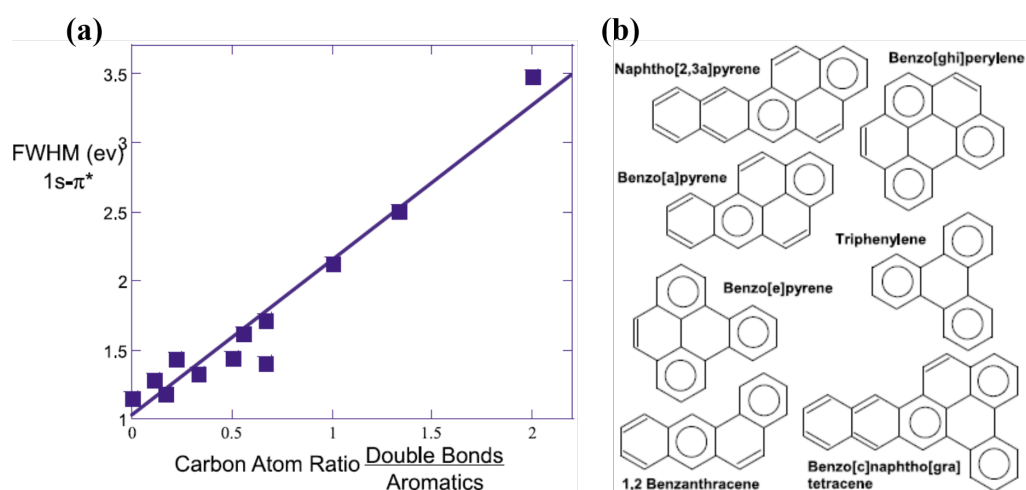 (a)
3.5
3
2.5
2
1.5
1
FWHM (ev)
1s-π*
0
0.5
1
1.5
2
Carbon Atom Ratio Double Bonds
Aromatics
(b)
Naphtho[2,3a]pyrene
Benzo[ghi]perylene
Benzo[a]pyrene
Triphenylene
Benzo[e]pyrene
1,2 Benzanthracene
Benzo[c]naphtho[gra]
tetracene